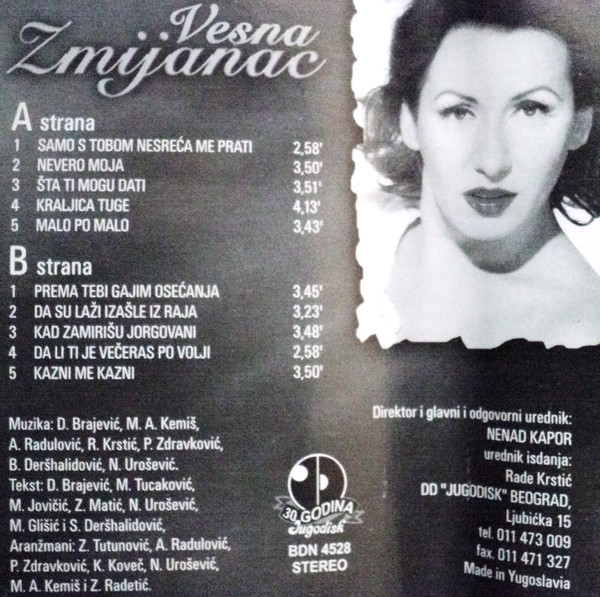 Vesna
Zmijanac
A strana
1 SAMO S TOBOM NESREĆA ME PRATI 2,58'
2 NEVERO MOJA 3,50'
3 ŠTA TI MOGU DATI 3,51'
4 KRALJICA TUGE 4,13'
5 MALO PO MALO 3,43'
B strana
1 PREMA TEBI GAJIM OSEĆANJA 3,45'
2 DA SU LAŽI IZAŠLE IZ RAJA 3,23'
3 KAD ZAMIRIŠU JORGOVANI 3,48'
4 DA LI TI JE VEČERAS PO VOLJI 2,58'
5 KAZNI ME KAZNI 3,50'
Muzika: D. Brajević, M. A. Kemiš,
A. Radulović, R. Krstić, P. Zdravković,
B. Deršhalidović, N. Urošević.
Tekst: D. Brajević, M. Tucaković,
M. Jovičić, Z. Matić, N. Urošević,
M. Glišić i S. Deršhalidović,
Aranžmani: Z. Tutunović, A. Radulović,
P. Zdravković, K. Koveč, N. Urošević,
M. A. Kemiš i Z. Radetić.
30 GODINA
Jugodisk
BDN 4528
STEREO
Direktor i glavni i odgovorni urednik:
NENAD KAPOR
urednik isdanja:
Rade Krstić
DD "JUGODISK" BEOGRAD,
Ljubićka 15
tel. 011 473 009
fax. 011 471 327
Made in Yugoslavia